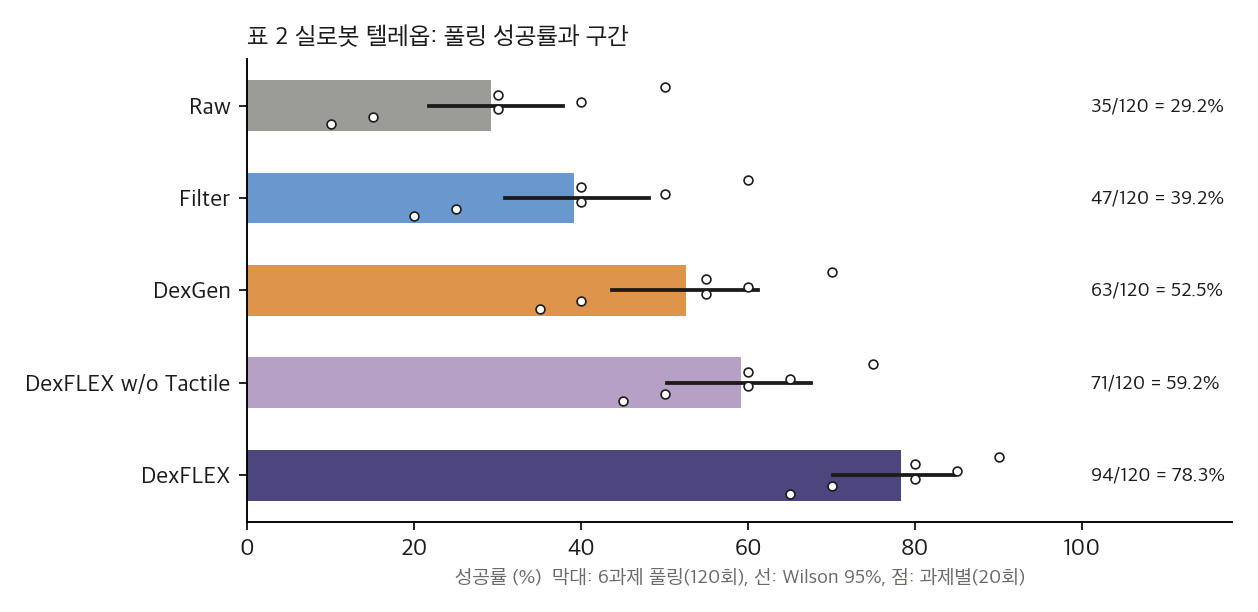 표 2 실로봇 텔레옵: 풀링 성공률과 구간
Raw
35/120 = 29.2%
Filter
47/120 = 39.2%
DexGen
63/120 = 52.5%
DexFLEX w/o Tactile
71/120 = 59.2%
DexFLEX
94/120 = 78.3%
0 20 40 60 80 100
성공률 (%) 막대: 6과제 풀링(120회), 선: Wilson 95%, 점: 과제별(20회)